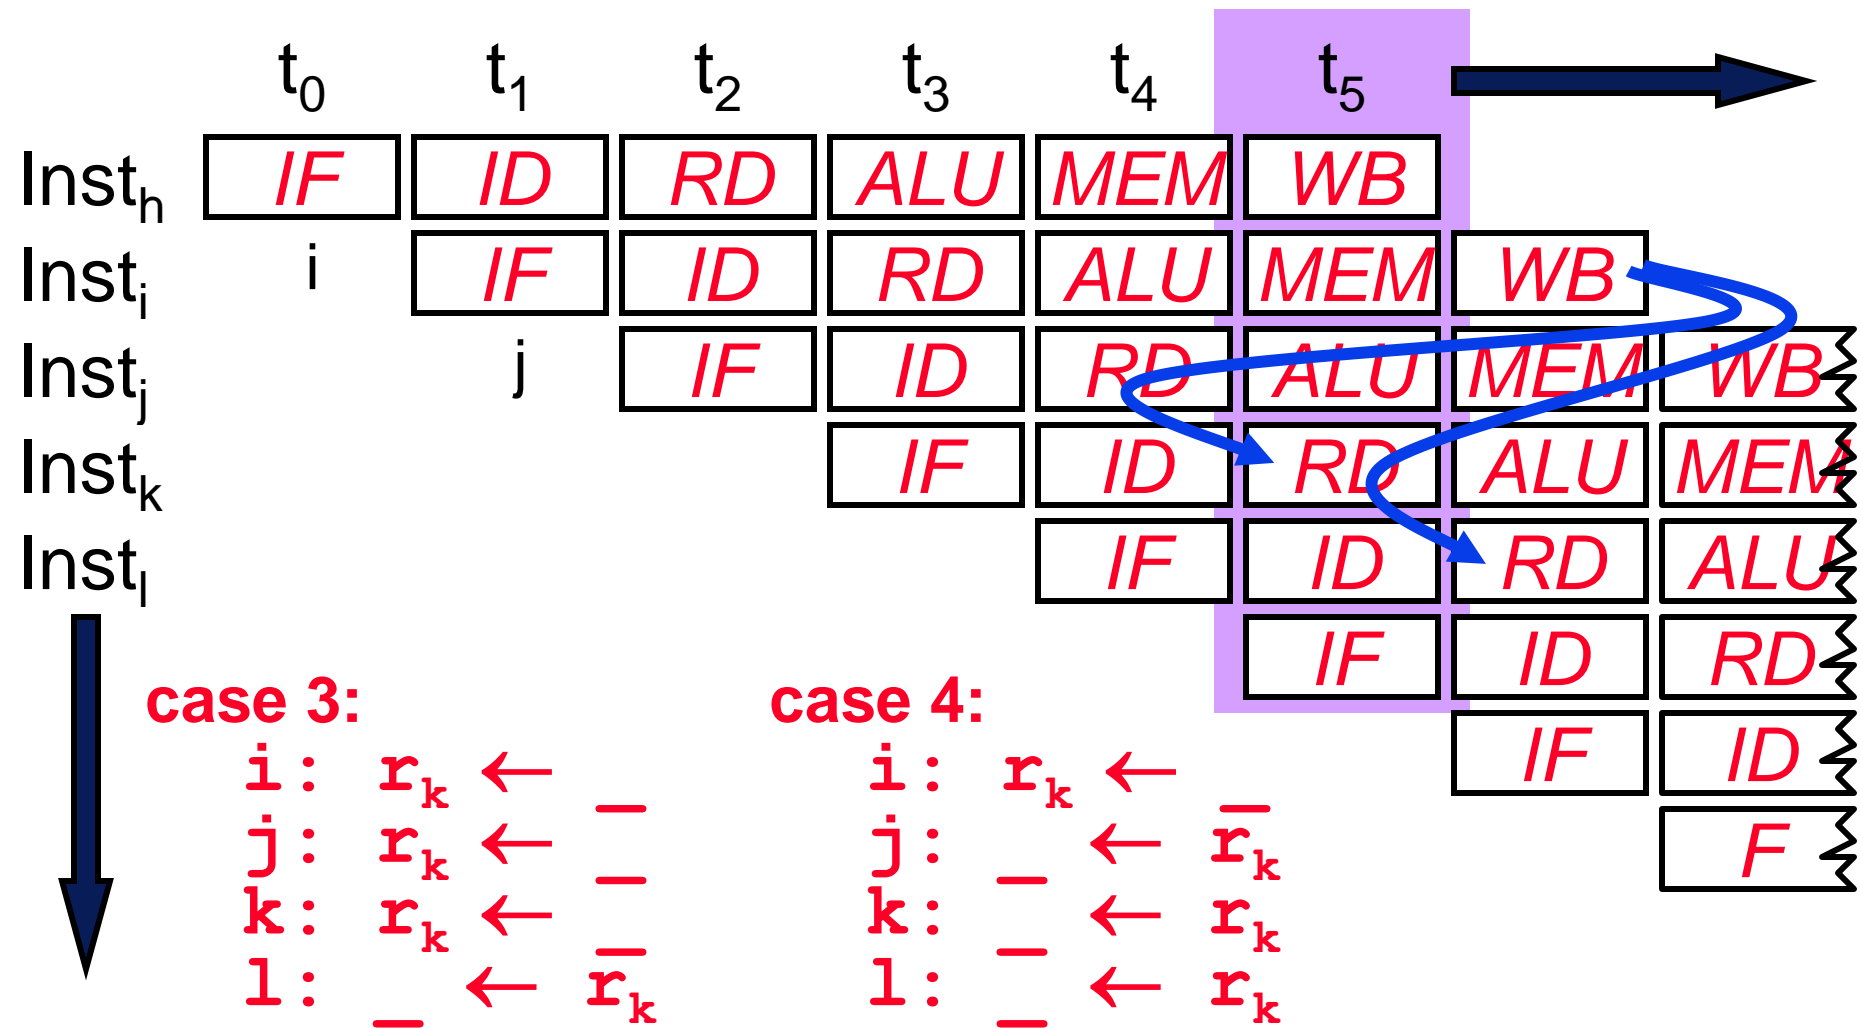 t0 t1 t2 t3 t4 t5
Insth IF ID RD ALU MEM WB
Insti i IF ID RD ALU MEM WB
Instj j IF ID RD ALU MEM WB
Instk IF ID RD ALU MEM
Instl IF ID RD ALU
IF ID RD
IF ID
F
case 3:
i: rk ← _
j: rk ← _
k: rk ← _
l: _ ← rk
case 4:
i: rk ← _
j: _ ← rk
k: _ ← rk
l: _ ← rk